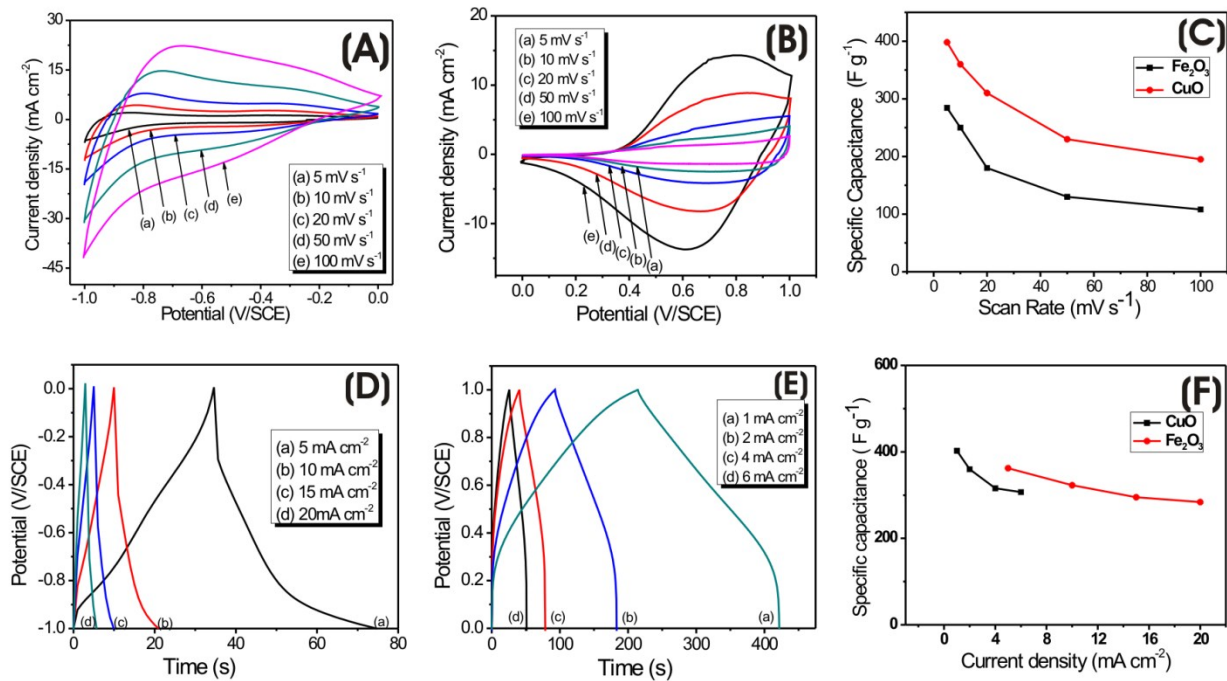 (A)
Current density (mA cm⁻²)
30
15
0
-15
-30
-45
(a)
(b)
(c)
(d)
(e)
(a) 5 mV s⁻¹
(b) 10 mV s⁻¹
(c) 20 mV s⁻¹
(d) 50 mV s⁻¹
(e) 100 mV s⁻¹
-1.0 -0.8 -0.6 -0.4 -0.2 0.0
Potential (V/SCE)
(B)
Current density (mA cm⁻²)
20
10
0
-10
(a) 5 mV s⁻¹
(b) 10 mV s⁻¹
(c) 20 mV s⁻¹
(d) 50 mV s⁻¹
(e) 100 mV s⁻¹
(e) (d) (c) (b) (a)
0.0 0.2 0.4 0.6 0.8 1.0
Potential (V/SCE)
(C)
Specific Capacitance (F g⁻¹)
400
300
200
100
0
Fe₂O₃
CuO
0 20 40 60 80 100
Scan Rate (mV s⁻¹)
(D)
Potential (V/SCE)
0.0
-0.2
-0.4
-0.6
-0.8
-1.0
(a) 5 mA cm⁻²
(b) 10 mA cm⁻²
(c) 15 mA cm⁻²
(d) 20mA cm⁻²
(d) (c) (b) (a)
0 20 40 60 80
Time (s)
(E)
Potential (V/SCE)
1.0
0.8
0.6
0.4
0.2
0.0
(a) 1 mA cm⁻²
(b) 2 mA cm⁻²
(c) 4 mA cm⁻²
(d) 6 mA cm⁻²
(d) (c) (b) (a)
0 100 200 300 400
Time (s)
(F)
Specific capacitance ( F g⁻¹)
600
400
200
0
CuO
Fe₂O₃
0 4 8 12 16 20
Current density (mA cm⁻²)